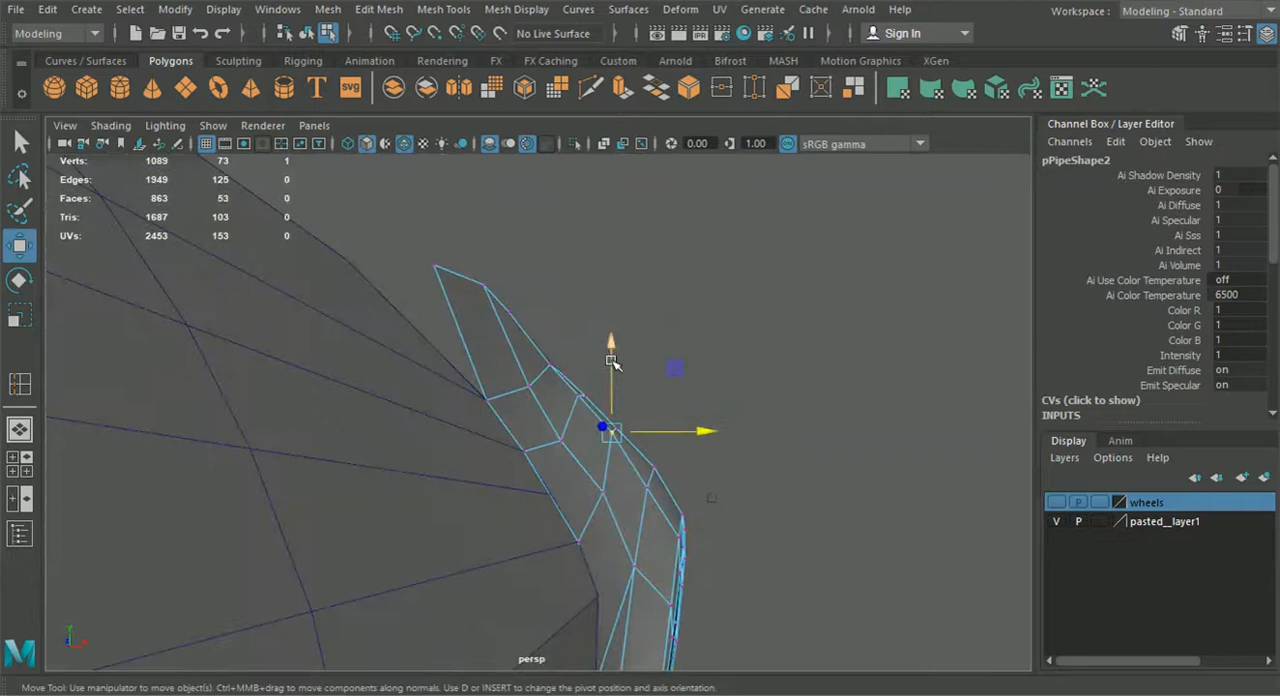 File Edit Create Select Modify Display Windows Mesh Edit Mesh Mesh Tools Mesh Display Curves Surfaces Deform UV Generate Cache Arnold Help Workspace: Modeling - Standard
Modeling No Live Surface Sign In
Curves / Surfaces Polygons Sculpting Rigging Animation Rendering FX FX Caching Custom Arnold Bifrost MASH Motion Graphics XGen
T SVG
View Shading Lighting Show Renderer Panels
0.00 1.00 sRGB gamma
Verts: 1089 73 1
Edges: 1949 125 0
Faces: 863 53 0
Tris: 1687 103 0
UVs: 2453 153 0
persp
Channel Box / Layer Editor
Channels Edit Object Show
pPipeShape2
Ai Shadow Density 1
Ai Exposure 0
Ai Diffuse 1
Ai Specular 1
Ai Sss 1
Ai Indirect 1
Ai Volume 1
Ai Use Color Temperature off
Ai Color Temperature 6500
Color R 1
Color G 1
Color B 1
Intensity 1
Emit Diffuse on
Emit Specular on
CVs (click to show)
INPUTS
Display Anim
Layers Options Help
P wheels
V P pasted__layer1
M
Move Tool: Use manipulator to move object(s). Ctrl+MMB+drag to move components along normals. Use D or INSERT to change the pivot position and axis orientation.